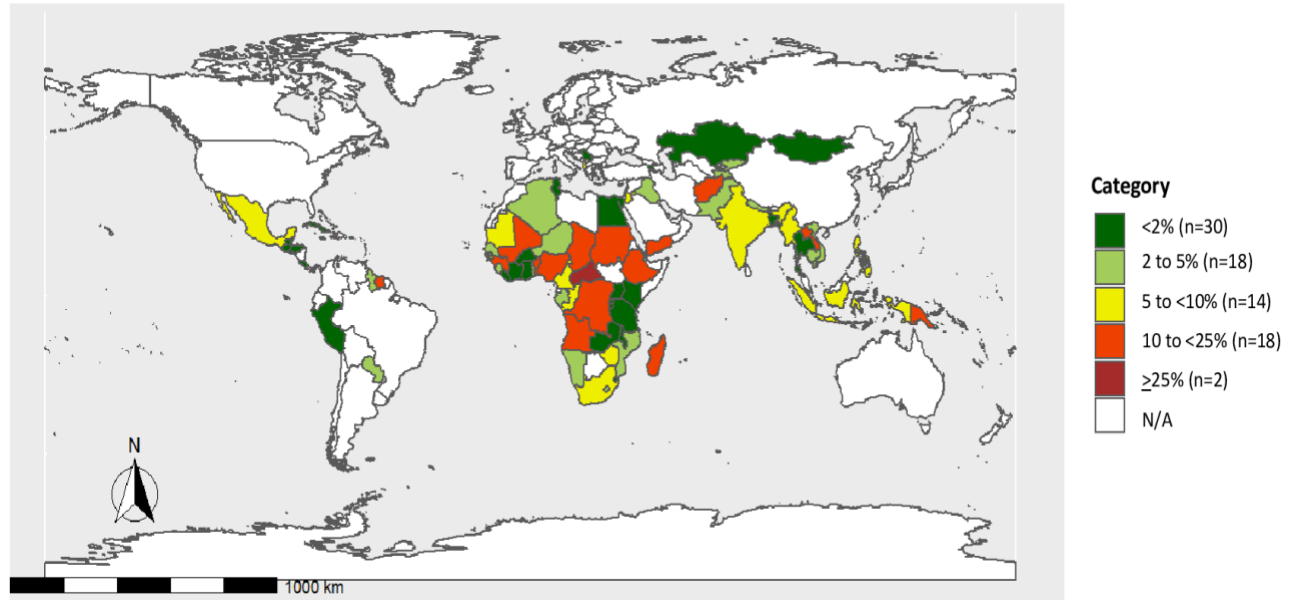 Category
<2% (n=30)
2 to 5% (n=18)
5 to <10% (n=14)
10 to <25% (n=18)
≥25% (n=2)
N/A
N
1000 km